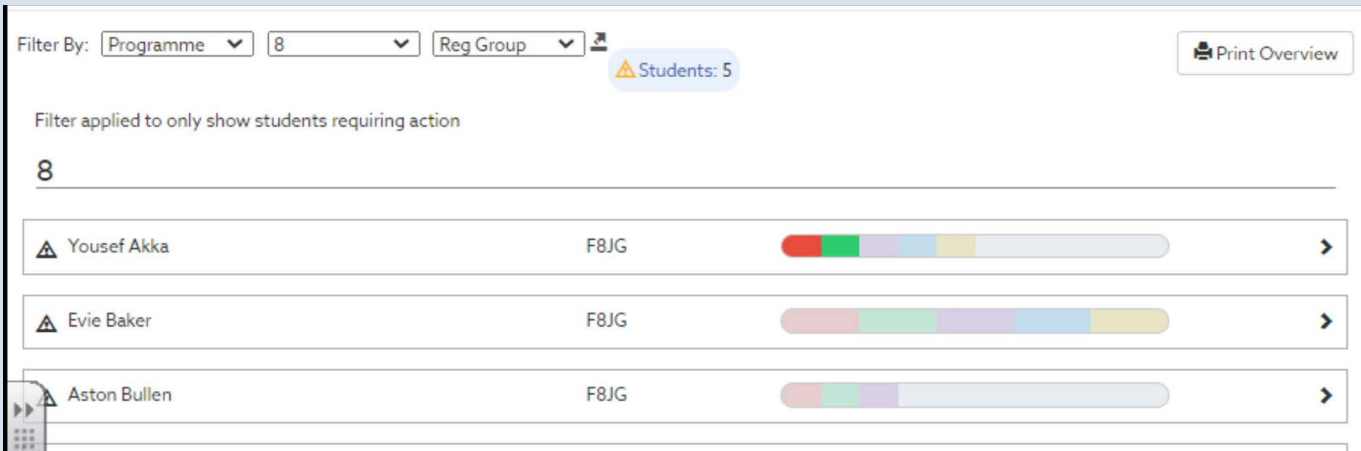 Filter By: Programme 8 Reg Group
Students: 5
Print Overview
Filter applied to only show students requiring action
8
Yousef Akka F8JG
Evie Baker F8JG
Aston Bullen F8JG